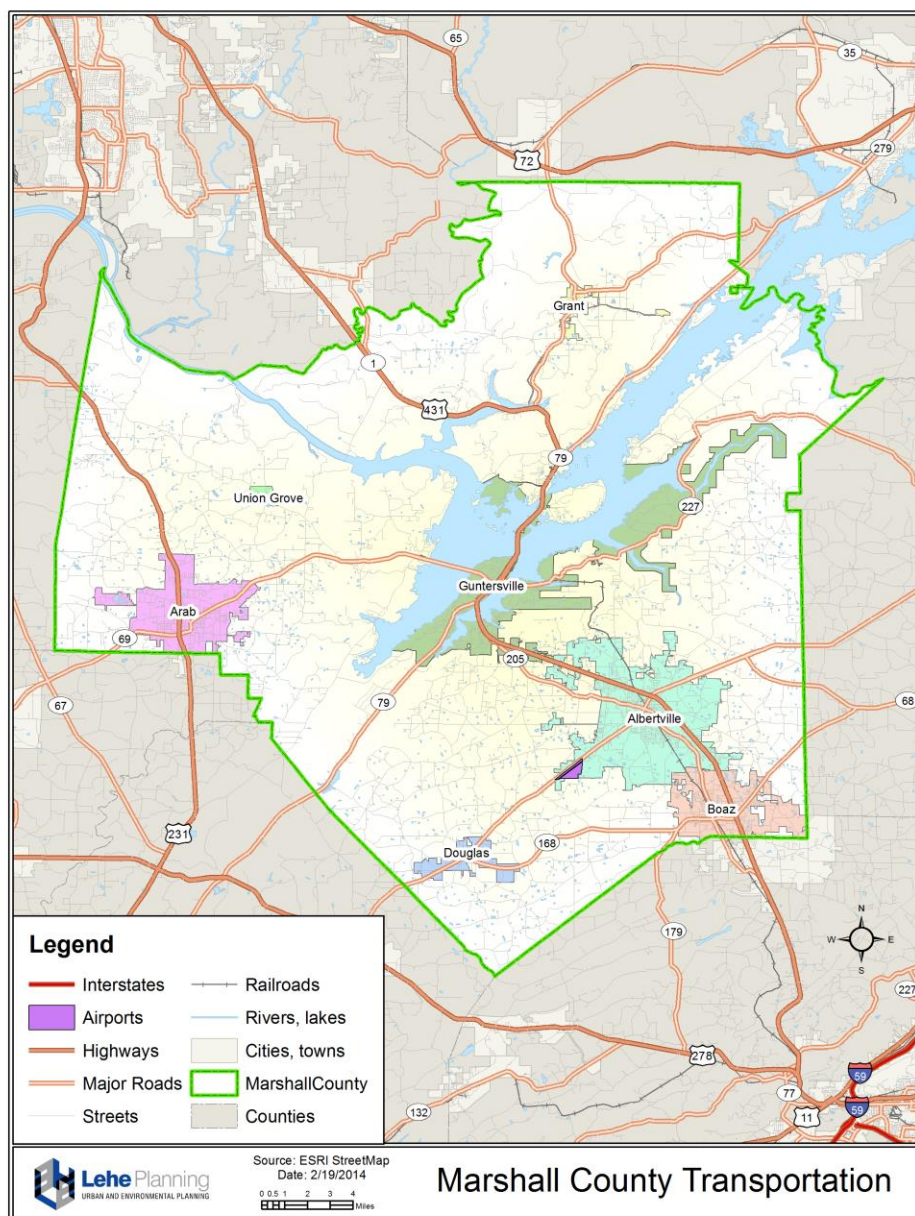 65
35
72
279
Grant
1
431
79
Union Grove
227
Guntersville
Arab
69
205
67
79
Albertville
68
Boaz
231
168
Douglas
179
N
W E
S
227
278
59
77
59
11
132
Legend
Interstates
Airports
Highways
Major Roads
Streets
Railroads
Rivers, lakes
Cities, towns
MarshallCounty
Counties
Lehe Planning
URBAN AND ENVIRONMENTAL PLANNING
Source: ESRI StreetMap
Date: 2/19/2014
0 0.5 1 2 3 4
Miles
Marshall County Transportation